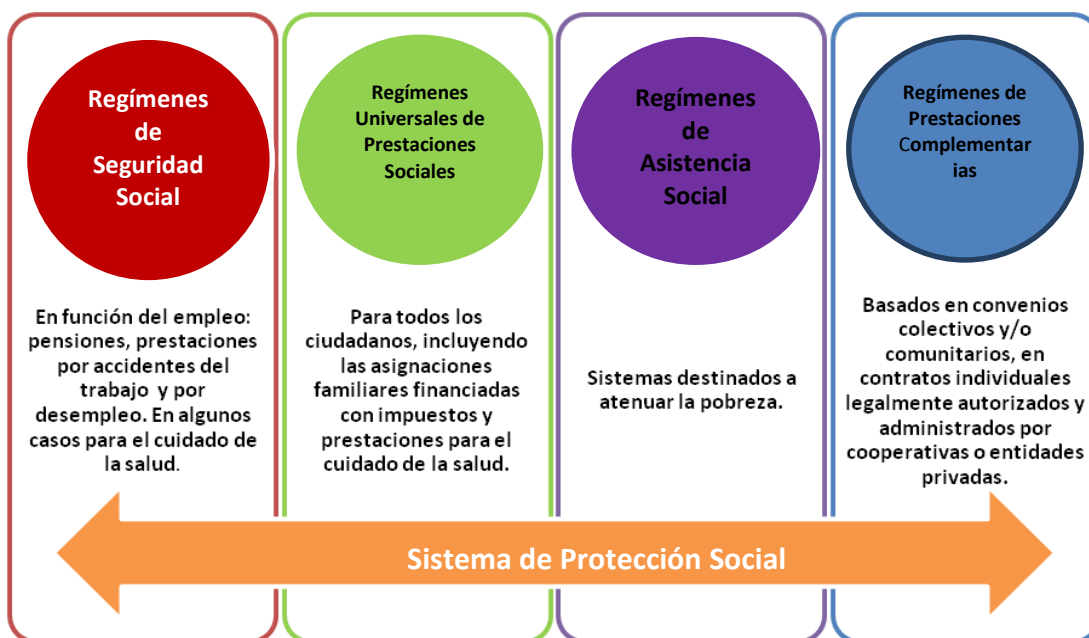 Regímenes
de
Seguridad
Social
En función del empleo:
pensiones, prestaciones
por accidentes del
trabajo y por
desempleo. En algunos
casos para el cuidado de
la salud.
Regímenes
Universales de
Prestaciones
Sociales
Para todos los
ciudadanos, incluyendo
las asignaciones
familiares financiadas
con impuestos y
prestaciones para el
cuidado de la salud.
Regímenes
de
Asistencia
Social
Sistemas destinados a
atenuar la pobreza.
Regímenes de
Prestaciones
Complementar
ias
Basados en convenios
colectivos y/o
comunitarios, en
contratos individuales
legalmente autorizados y
administrados por
cooperativas o entidades
privadas.
Sistema de Protección Social